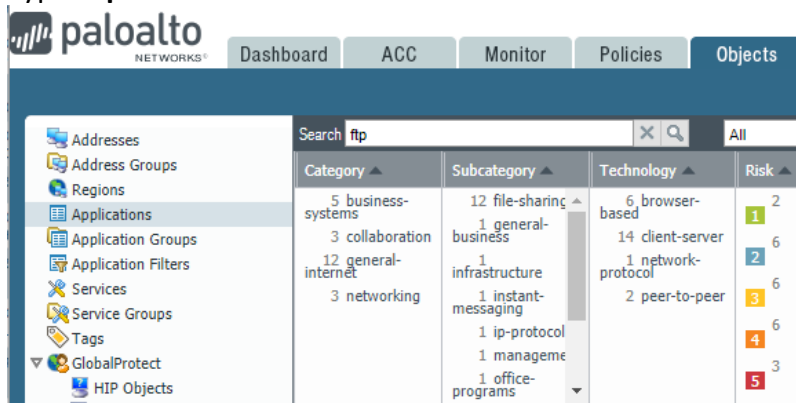 paloalto
NETWORKS®
Dashboard
ACC
Monitor
Policies
Objects
Addresses
Address Groups
Regions
Applications
Application Groups
Application Filters
Services
Service Groups
Tags
GlobalProtect
HIP Objects
Search ftp
All
Category
5 business-
systems
3 collaboration
12 general-
internet
3 networking
Subcategory
12 file-sharing
1 general-
business
1
infrastructure
1 instant-
messaging
1 ip-protocol
1 manageme
1 office-
programs
Technology
6 browser-
based
14 client-server
1 network-
protocol
2 peer-to-peer
Risk
1 2
2 6
3 6
4 6
5 3